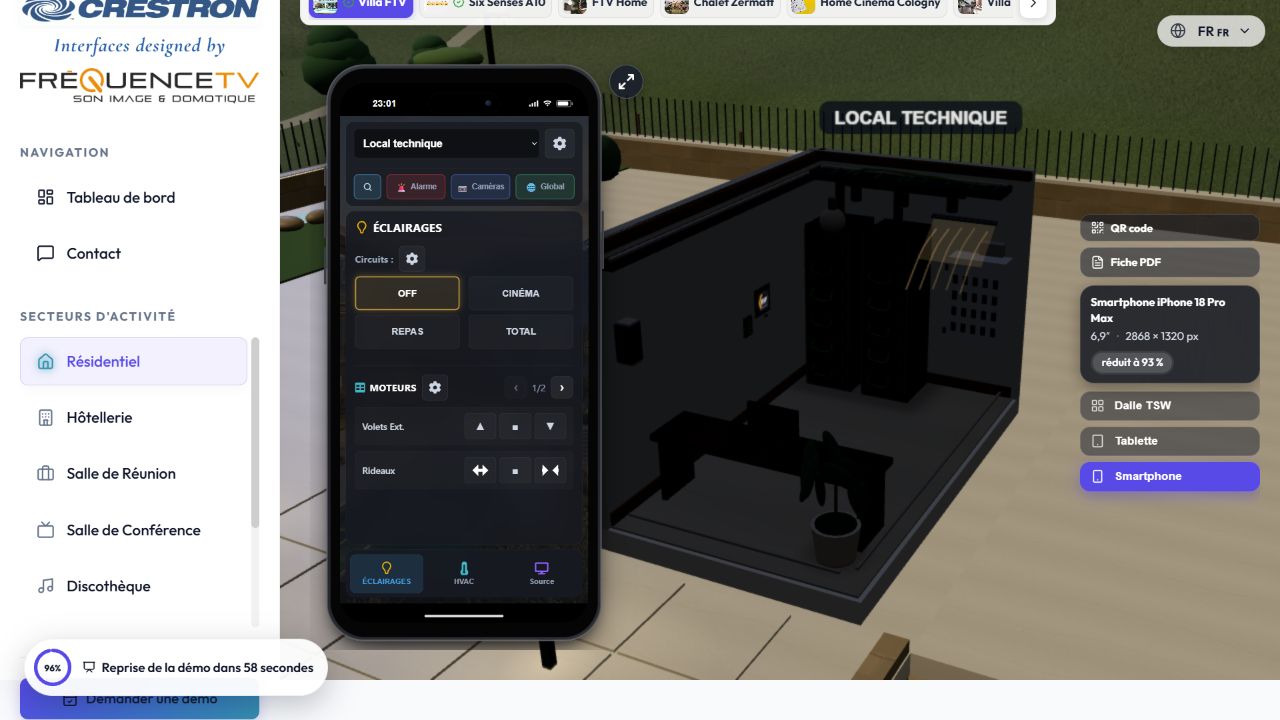 CRESTRON
Interfaces designed by
FRÉQUENCETV
SON IMAGE & DOMOTIQUE
NAVIGATION
Tableau de bord
Contact
SECTEURS D'ACTIVITÉ
Résidentiel
Hôtellerie
Salle de Réunion
Salle de Conférence
Discothèque
96%
Reprise de la démo dans 58 secondes
Demander une démo
Villa FTV
Six Senses A10
FTV Home
Chalet Zermatt
Home Cinema Cologny
Villa
FR FR
23:01
Local technique
Alarme
Caméras
Global
ÉCLAIRAGES
Circuits :
OFF
CINÉMA
REPAS
TOTAL
MOTEURS
1/2
Volets Ext.
Rideaux
ÉCLAIRAGES
HVAC
Source
LOCAL TECHNIQUE
QR code
Fiche PDF
Smartphone iPhone 18 Pro
Max
6,9" · 2868 × 1320 px
réduit à 93 %
Dalle TSW
Tablette
Smartphone